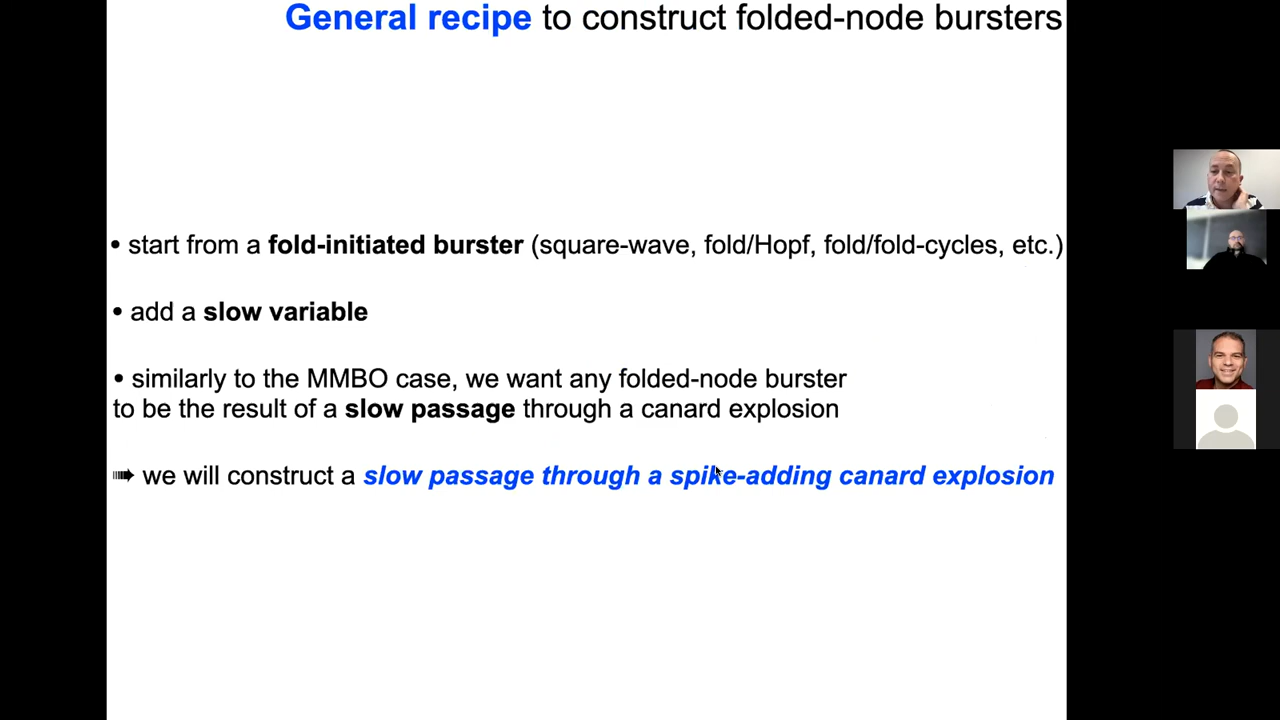 General recipe to construct folded-node bursters
• start from a fold-initiated burster (square-wave, fold/Hopf, fold/fold-cycles, etc.)
• add a slow variable
• similarly to the MMBO case, we want any folded-node burster
to be the result of a slow passage through a canard explosion
➠ we will construct a slow passage through a spike-adding canard explosion